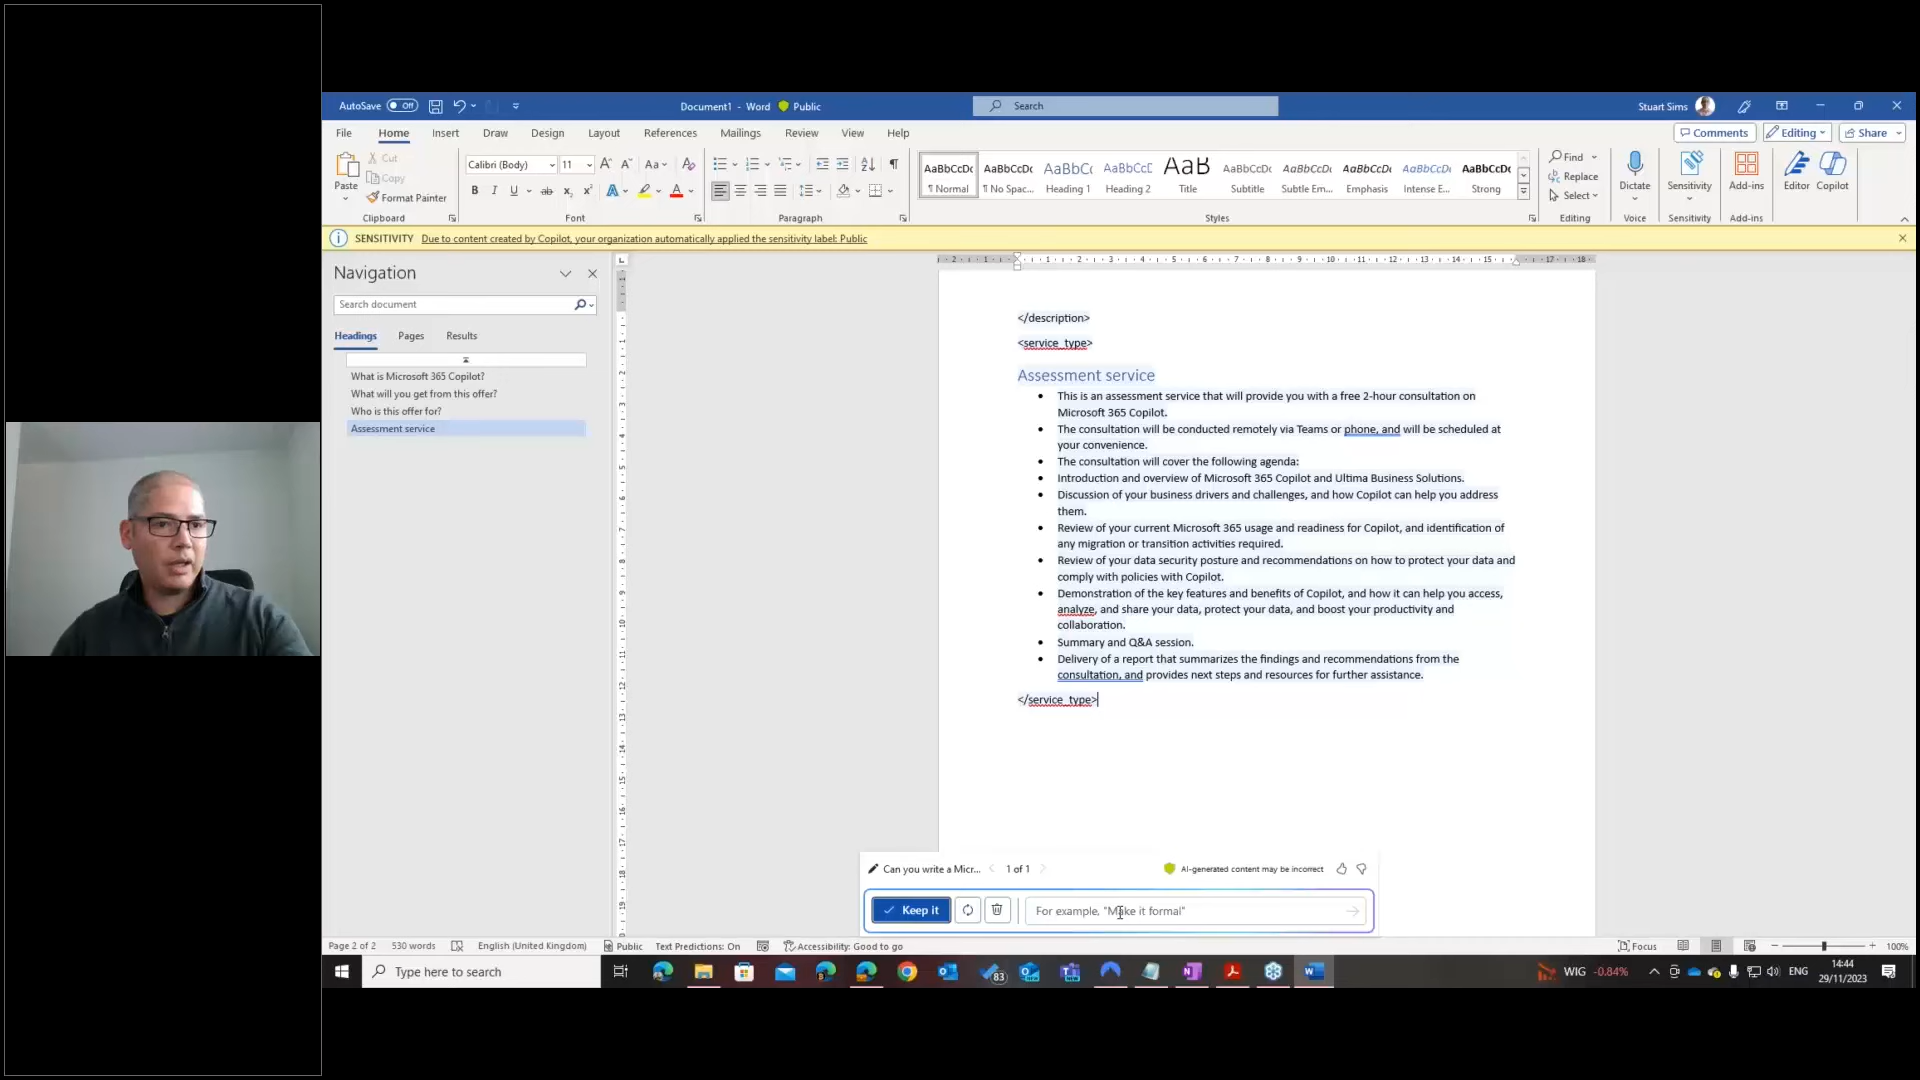 AutoSave Off
Document1 - Word Public
Search
Stuart Sims
File Home Insert Draw Design Layout References Mailings Review View Help
Comments Editing Share
Paste
Cut
Copy
Format Painter
Clipboard
Calibri (Body) 11
Font
Paragraph
AaBbCcDc AaBbCcDc AaBbCc AaBbCcE AaB AaBbCcDc AaBbCcDc AaBbCcDc AaBbCcDc AaBbCcDc
¶ Normal ¶ No Spac... Heading 1 Heading 2 Title Subtitle Subtle Em... Emphasis Intense E... Strong
Styles
Find
Replace
Select
Editing
Dictate
Voice
Sensitivity
Sensitivity
Add-ins
Add-ins
Editor
Copilot
SENSITIVITY Due to content created by Copilot, your organization automatically applied the sensitivity label: Public
Navigation
Search document
Headings Pages Results
What is Microsoft 365 Copilot?
What will you get from this offer?
Who is this offer for?
Assessment service
</description>
<service_type>
Assessment service
• This is an assessment service that will provide you with a free 2-hour consultation on
Microsoft 365 Copilot.
• The consultation will be conducted remotely via Teams or phone, and will be scheduled at
your convenience.
• The consultation will cover the following agenda:
• Introduction and overview of Microsoft 365 Copilot and Ultima Business Solutions.
• Discussion of your business drivers and challenges, and how Copilot can help you address
them.
• Review of your current Microsoft 365 usage and readiness for Copilot, and identification of
any migration or transition activities required.
• Review of your data security posture and recommendations on how to protect your data and
comply with policies with Copilot.
• Demonstration of the key features and benefits of Copilot, and how it can help you access,
analyze, and share your data, protect your data, and boost your productivity and
collaboration.
• Summary and Q&A session.
• Delivery of a report that summarizes the findings and recommendations from the
consultation, and provides next steps and resources for further assistance.
</service_type>
Can you write a Micr... 1 of 1 AI-generated content may be incorrect
Keep it
For example, "Make it formal"
Page 2 of 2 530 words English (United Kingdom) Public Text Predictions: On Accessibility: Good to go Focus 100%
Type here to search
83
WIG -0.84%
ENG
14:44
29/11/2023